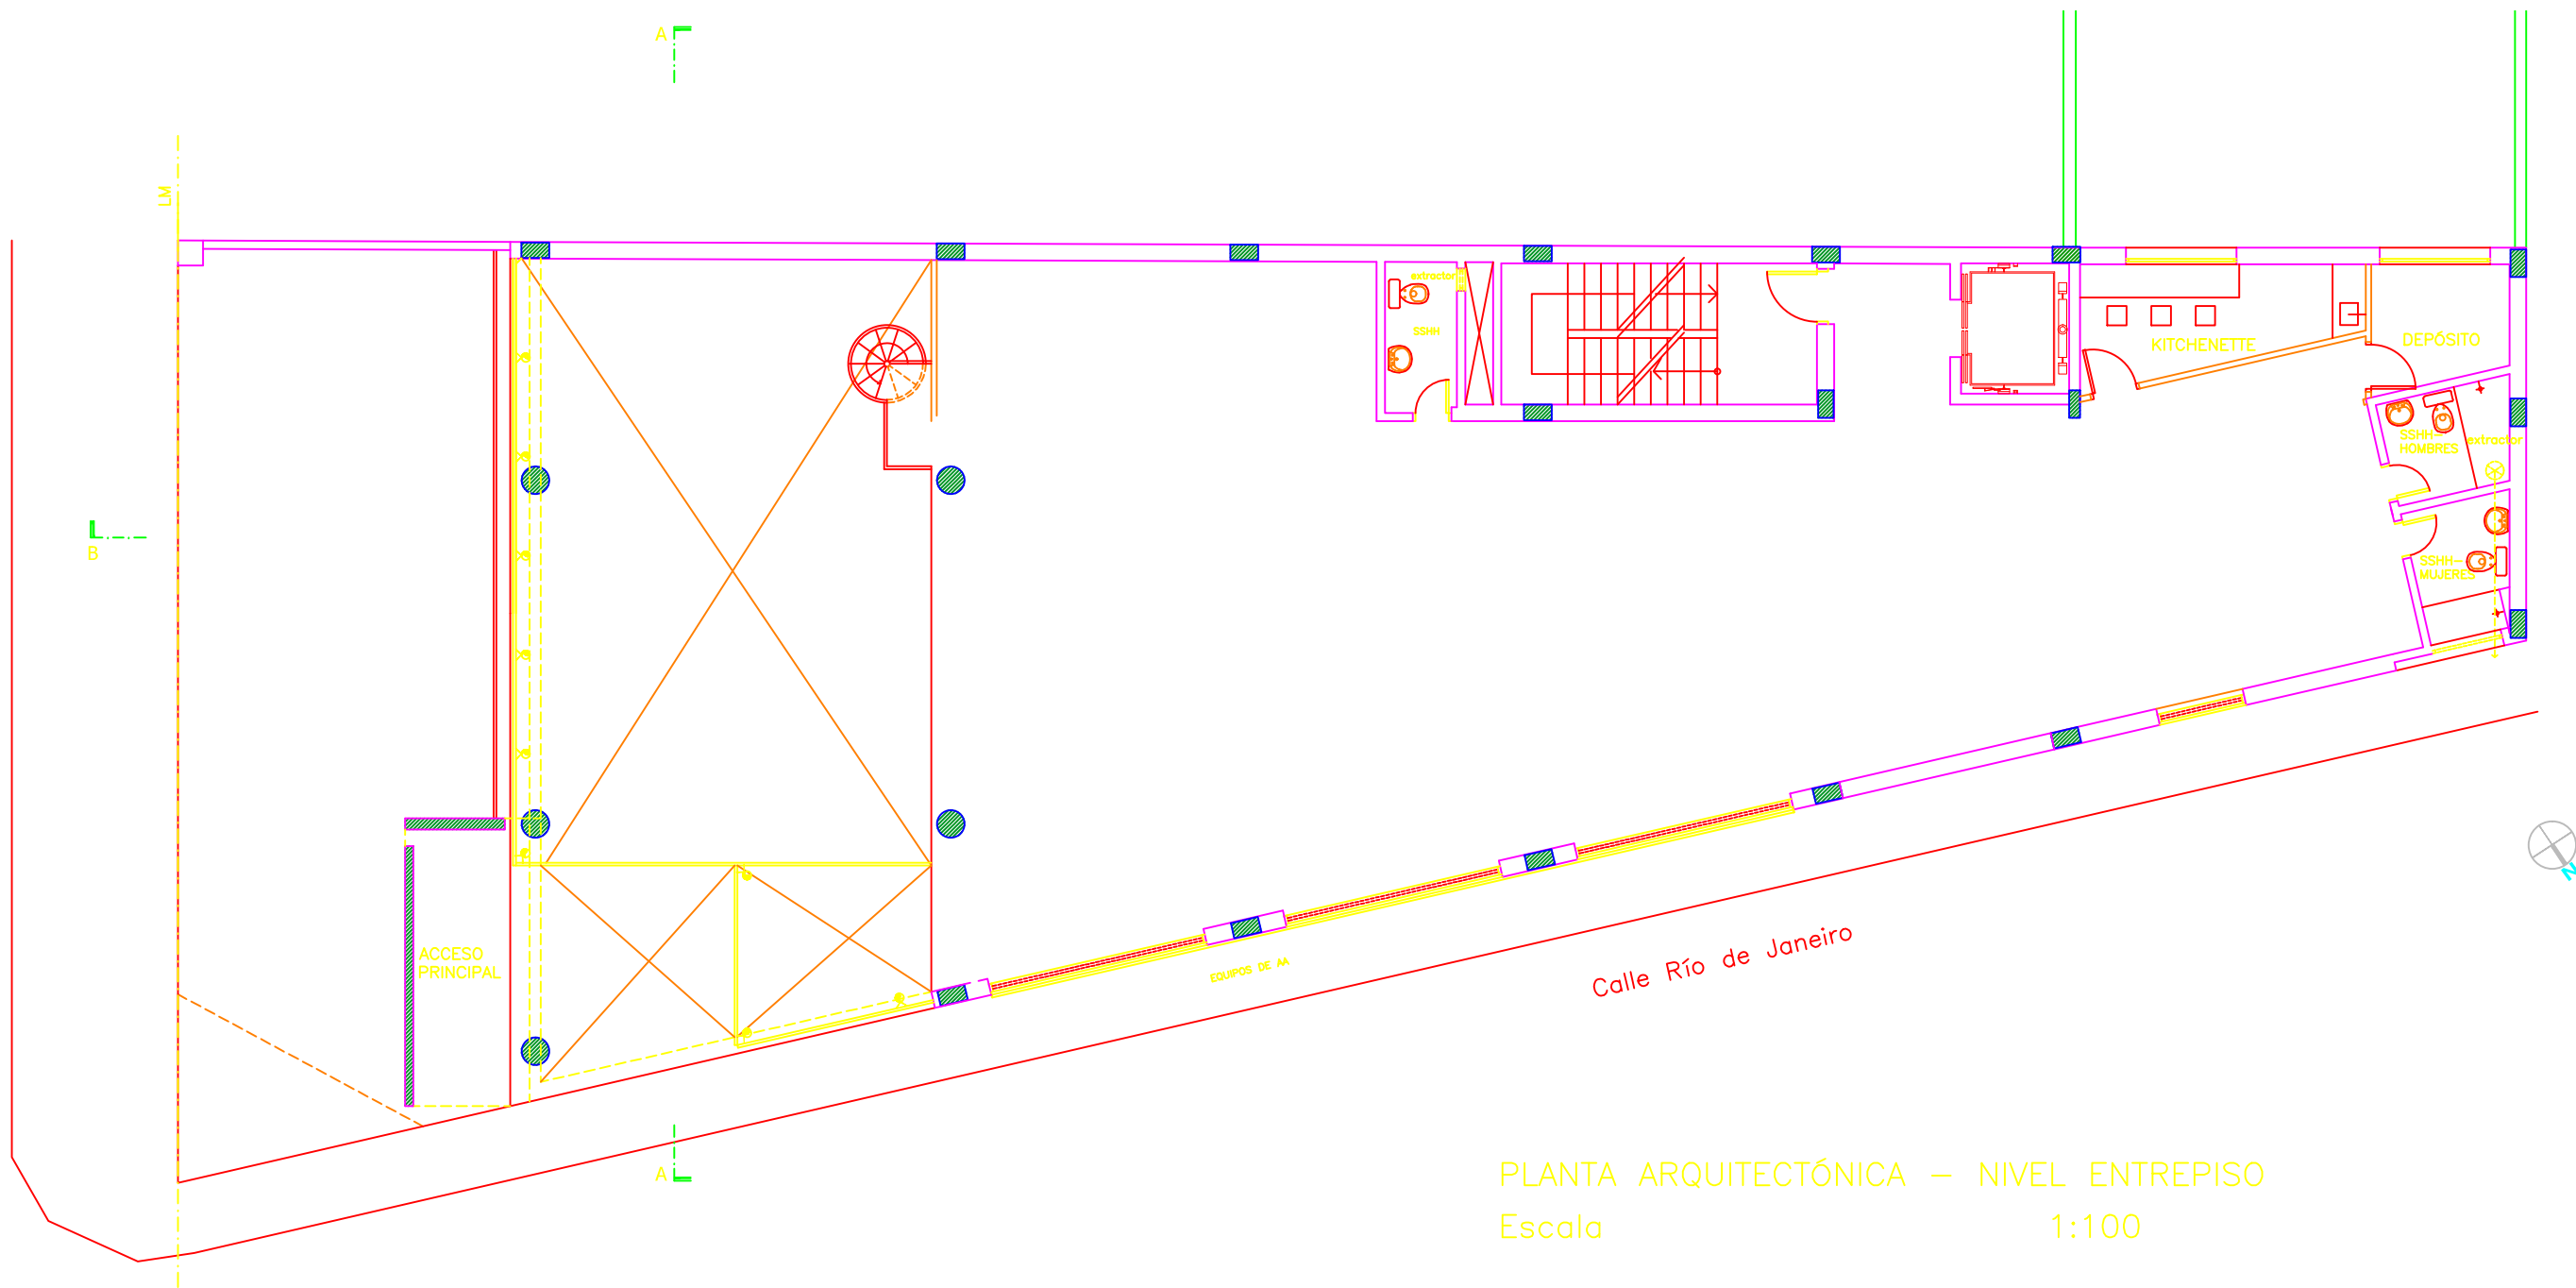 A
LM
extractor
SSHH
KITCHENETTE
DEPÓSITO
SSHH-
HOMBRES
extractor
B
SSHH-
MUJERES
N
ACCESO
PRINCIPAL
EQUIPOS DE AA
Calle Río de Janeiro
A
PLANTA ARQUITECTÓNICA - NIVEL ENTREPISO
Escala 1:100